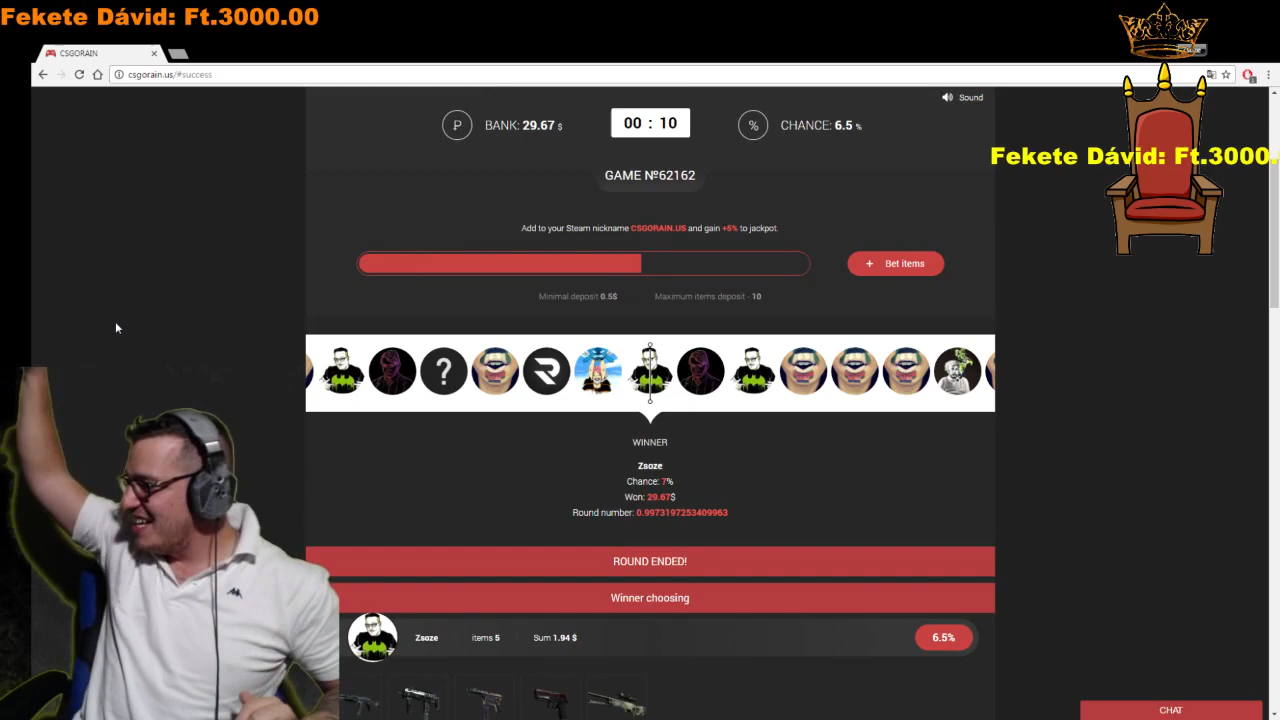 Fekete Dávid: Ft.3000.00
CSGORAIN
csgorain.us/#success
Sound
BANK: 29.67 $
00 : 10
% CHANCE: 6.5 %
Fekete Dávid: Ft.3000.
GAME №62162
Add to your Steam nickname CSGORAIN.US and gain +5% to jackpot.
+ Bet items
Minimal deposit 0.5$ Maximum items deposit - 10
?
WINNER
Zsoze
Chance: 7%
Won: 29.67$
Round number: 0.9973197253409963
ROUND ENDED!
Winner choosing
Zsoze items 5 Sum 1.94 $ 6.5%
CHAT